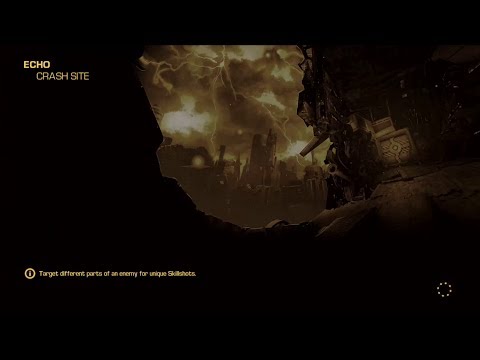 ECHO
CRASH SITE
Target different parts of an enemy for unique Skillshots.